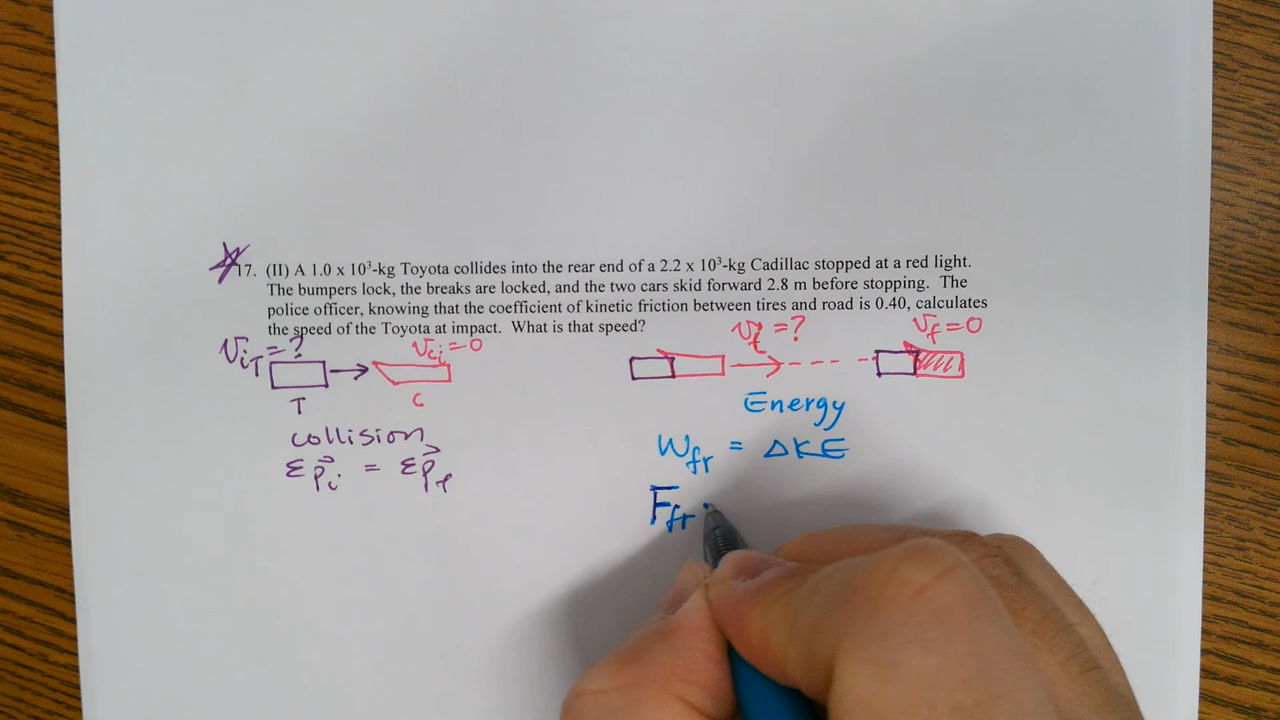 17. (II) A 1.0 x 10³-kg Toyota collides into the rear end of a 2.2 x 10³-kg Cadillac stopped at a red light.
The bumpers lock, the breaks are locked, and the two cars skid forward 2.8 m before stopping. The
police officer, knowing that the coefficient of kinetic friction between tires and road is 0.40, calculates
the speed of the Toyota at impact. What is that speed?
v_iT = ? v_ci = 0 v_f = ? v_f = 0
T C
collision Energy
Σp⃗_i = Σp⃗_f W_fr = ΔKE
F_fr ·